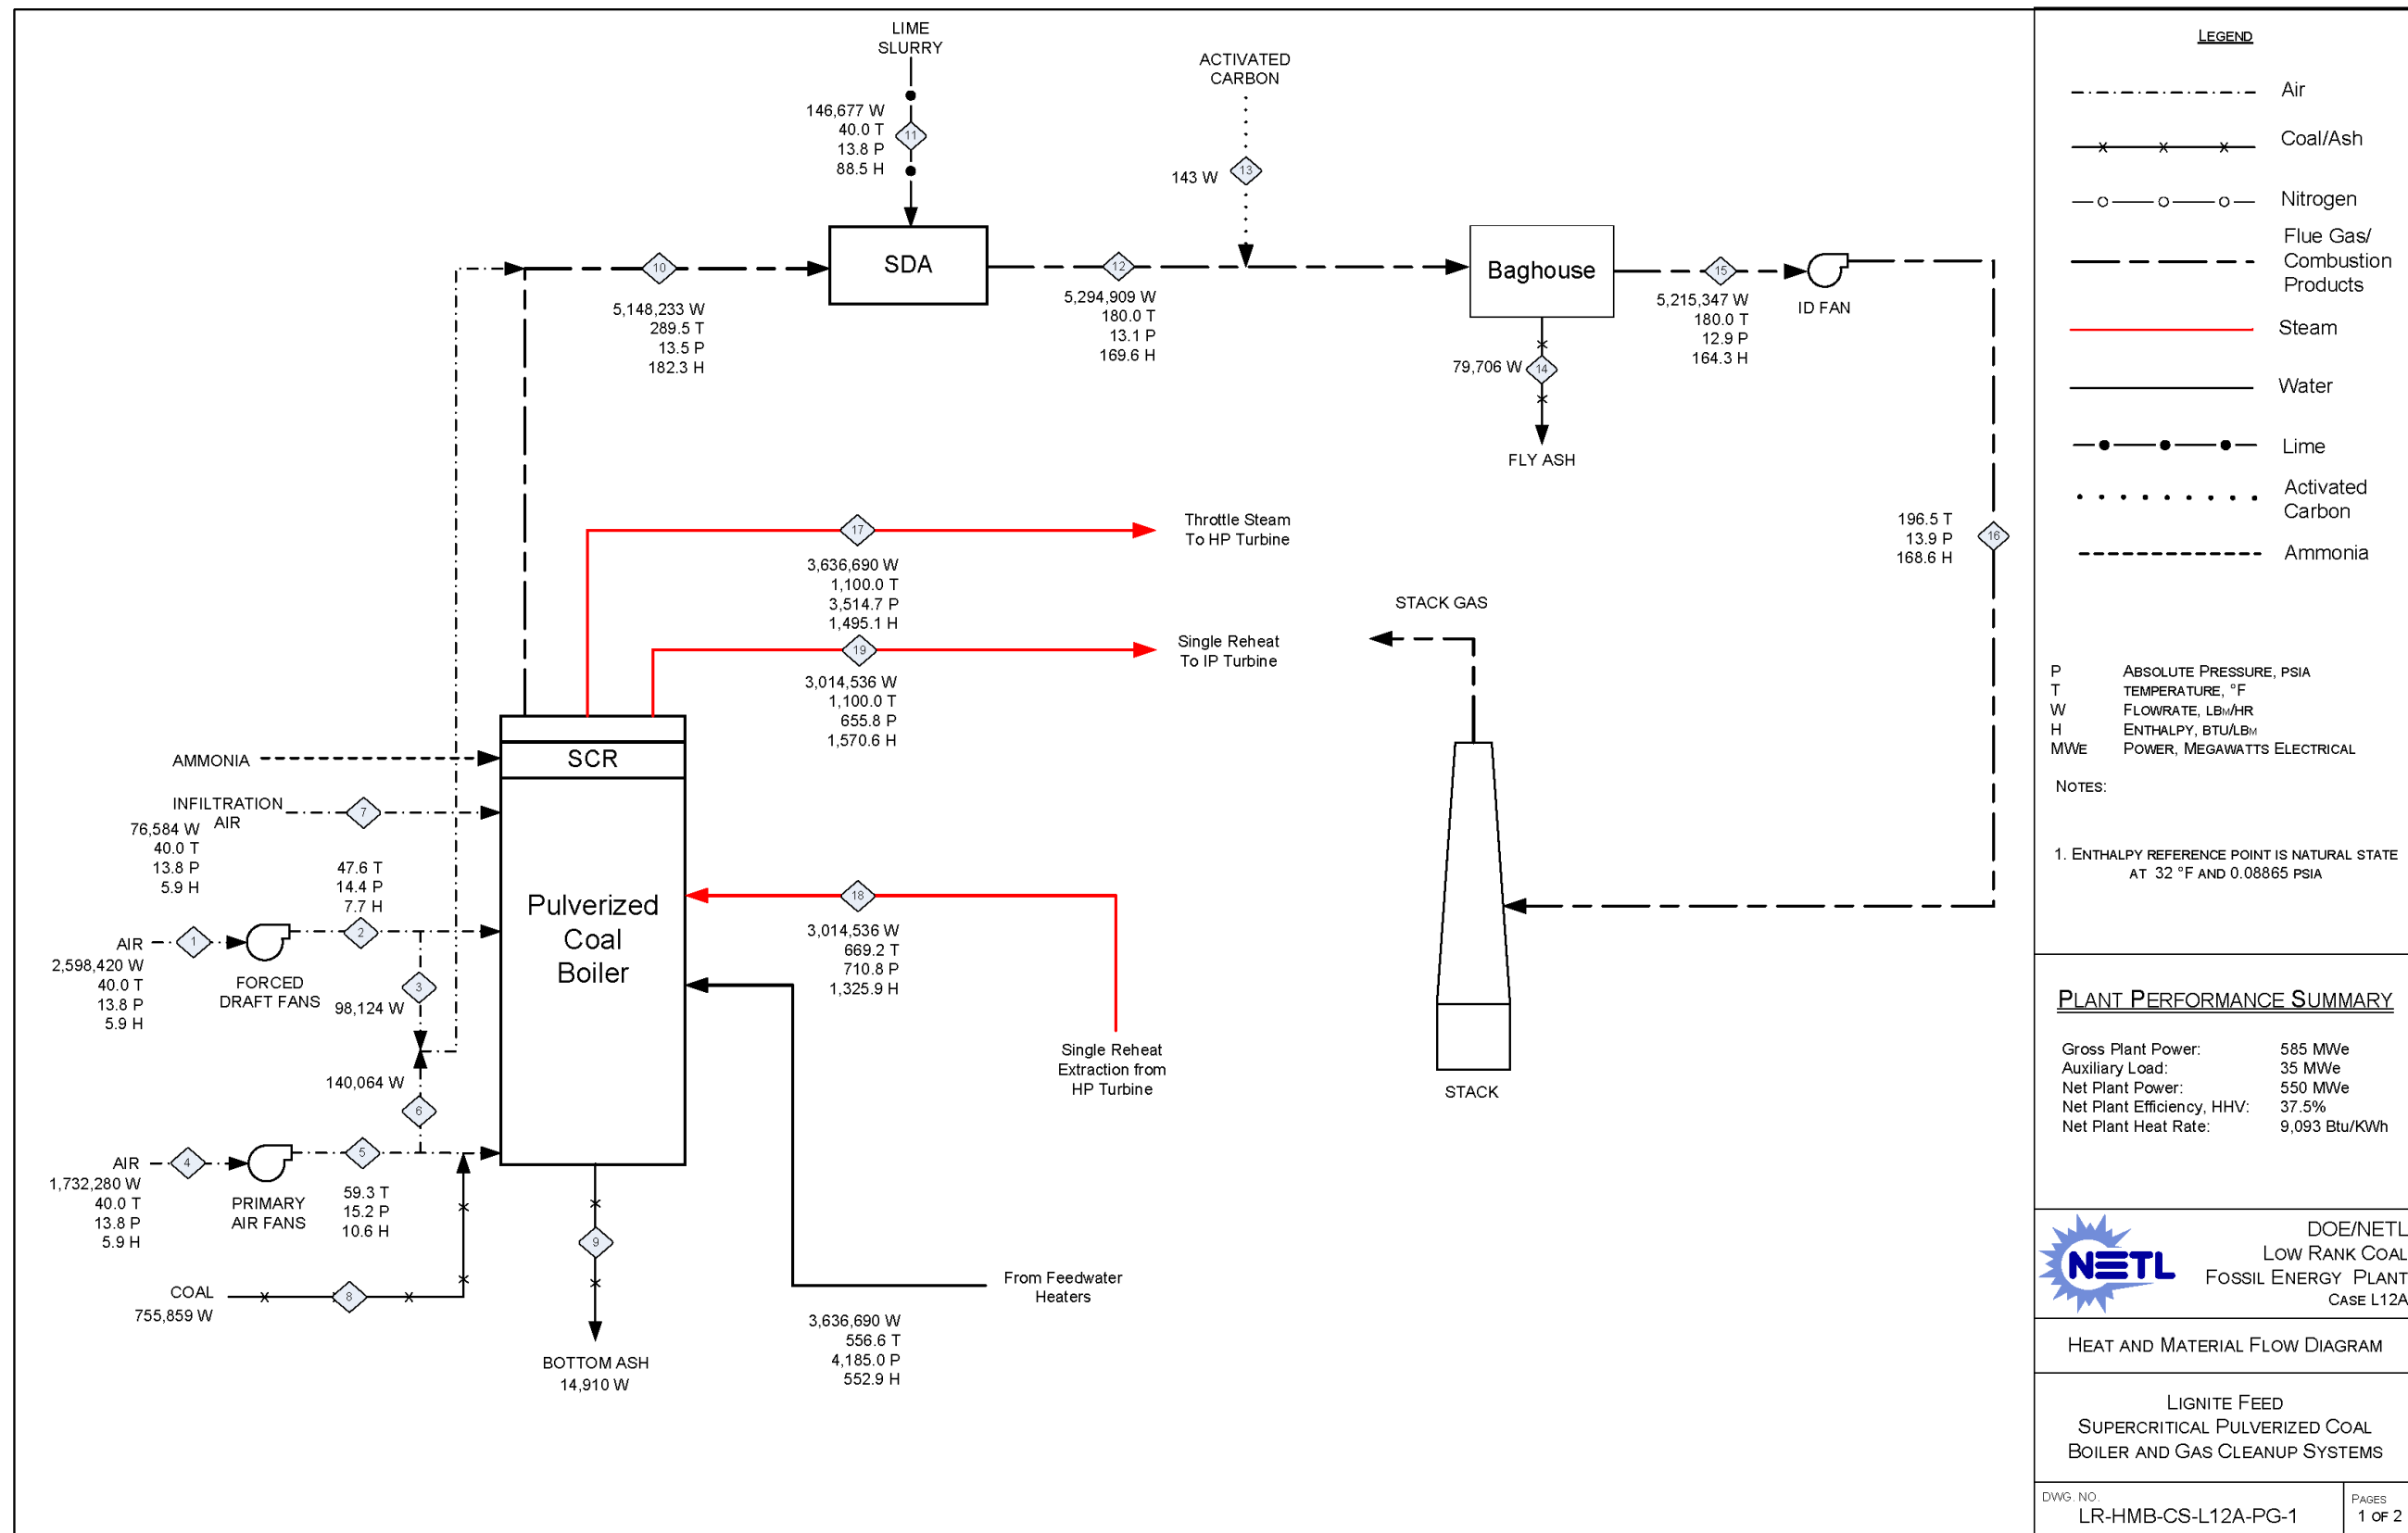 LIME
SLURRY
146,677 W
40.0 T
13.8 P
88.5 H
11
ACTIVATED
CARBON
143 W
13
10
5,148,233 W
289.5 T
13.5 P
182.3 H
SDA
12
5,294,909 W
180.0 T
13.1 P
169.6 H
Baghouse
15
5,215,347 W
180.0 T
12.9 P
164.3 H
ID FAN
79,706 W
14
FLY ASH
196.5 T
13.9 P
168.6 H
16
17
Throttle Steam
To HP Turbine
3,636,690 W
1,100.0 T
3,514.7 P
1,495.1 H
19
Single Reheat
To IP Turbine
3,014,536 W
1,100.0 T
655.8 P
1,570.6 H
STACK GAS
STACK
AMMONIA
SCR
INFILTRATION
AIR
7
76,584 W
40.0 T
13.8 P
5.9 H
47.6 T
14.4 P
7.7 H
Pulverized
Coal
Boiler
AIR
1
2
2,598,420 W
40.0 T
13.8 P
5.9 H
FORCED
DRAFT FANS
3
98,124 W
140,064 W
6
AIR
4
5
1,732,280 W
40.0 T
13.8 P
5.9 H
PRIMARY
AIR FANS
59.3 T
15.2 P
10.6 H
COAL
8
755,859 W
9
BOTTOM ASH
14,910 W
18
3,014,536 W
669.2 T
710.8 P
1,325.9 H
Single Reheat
Extraction from
HP Turbine
From Feedwater
Heaters
3,636,690 W
556.6 T
4,185.0 P
552.9 H
LEGEND
Air
Coal/Ash
Nitrogen
Flue Gas/
Combustion
Products
Steam
Water
Lime
Activated
Carbon
Ammonia
P ABSOLUTE PRESSURE, PSIA
T TEMPERATURE, °F
W FLOWRATE, LBM/HR
H ENTHALPY, BTU/LBM
MWE POWER, MEGAWATTS ELECTRICAL
NOTES:
1. ENTHALPY REFERENCE POINT IS NATURAL STATE
AT 32 °F AND 0.08865 PSIA
PLANT PERFORMANCE SUMMARY
Gross Plant Power: 585 MWe
Auxiliary Load: 35 MWe
Net Plant Power: 550 MWe
Net Plant Efficiency, HHV: 37.5%
Net Plant Heat Rate: 9,093 Btu/KWh
NETL
DOE/NETL
LOW RANK COAL
FOSSIL ENERGY PLANT
CASE L12A
HEAT AND MATERIAL FLOW DIAGRAM
LIGNITE FEED
SUPERCRITICAL PULVERIZED COAL
BOILER AND GAS CLEANUP SYSTEMS
DWG. NO.
LR-HMB-CS-L12A-PG-1
PAGES
1 OF 2